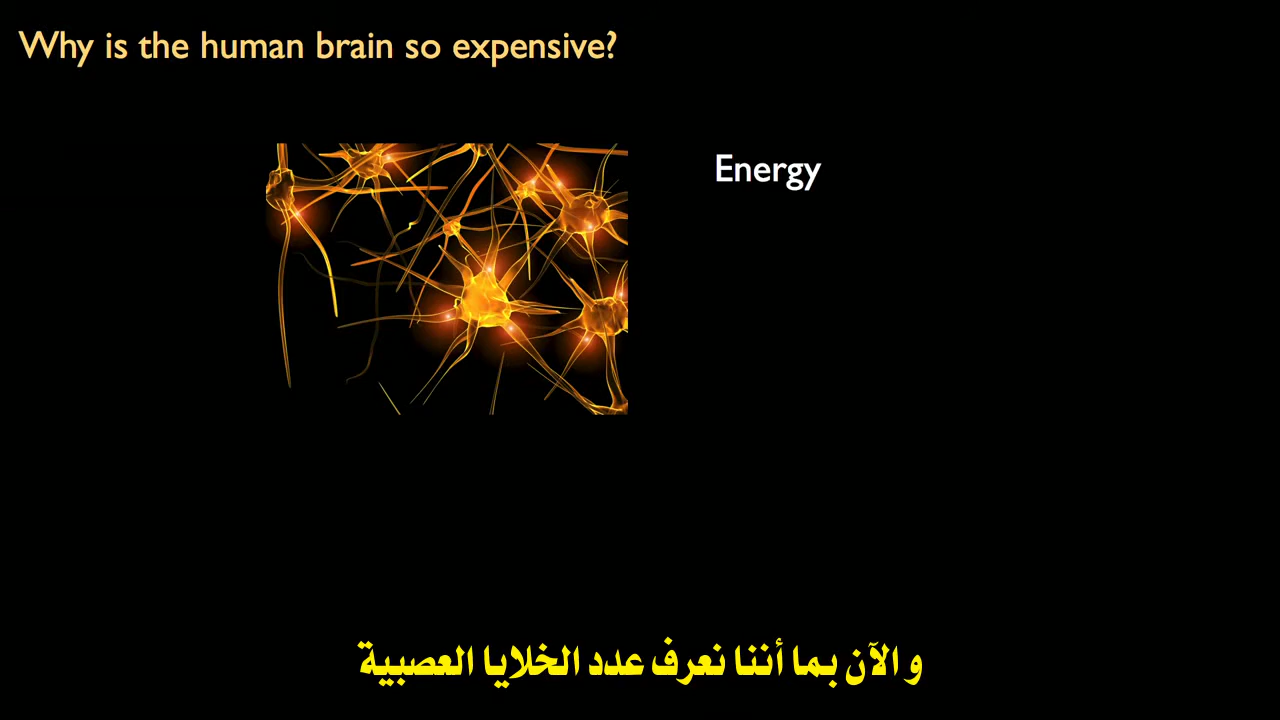 Why is the human brain so expensive?
Energy
و الآن بما أننا نعرف عدد الخلايا العصبية